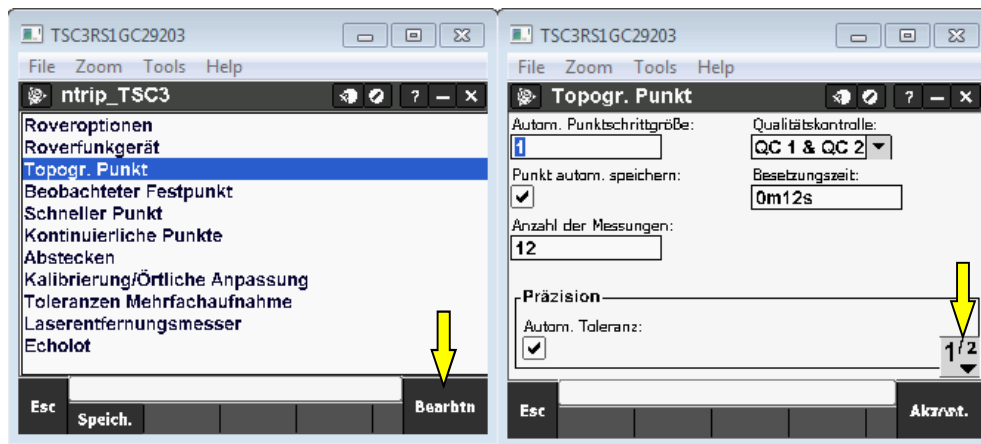 TSC3RS1GC29203
File Zoom Tools Help
ntrip_TSC3 ? – ×
Roveroptionen
Roverfunkgerät
Topogr. Punkt
Beobachteter Festpunkt
Schneller Punkt
Kontinuierliche Punkte
Abstecken
Kalibrierung/Örtliche Anpassung
Toleranzen Mehrfachaufnahme
Laserentfernungsmesser
Echolot
Esc
Speich.
Bearbtn
TSC3RS1GC29203
File Zoom Tools Help
Topogr. Punkt ? – ×
Autom. Punktschrittgröße: Qualitätskontrolle:
1 QC 1 & QC 2
Punkt autom. speichern: Besetzungszeit:
0m12s
Anzahl der Messungen:
12
Präzision
Autom. Toleranz:
1/2
Esc
Akzept.